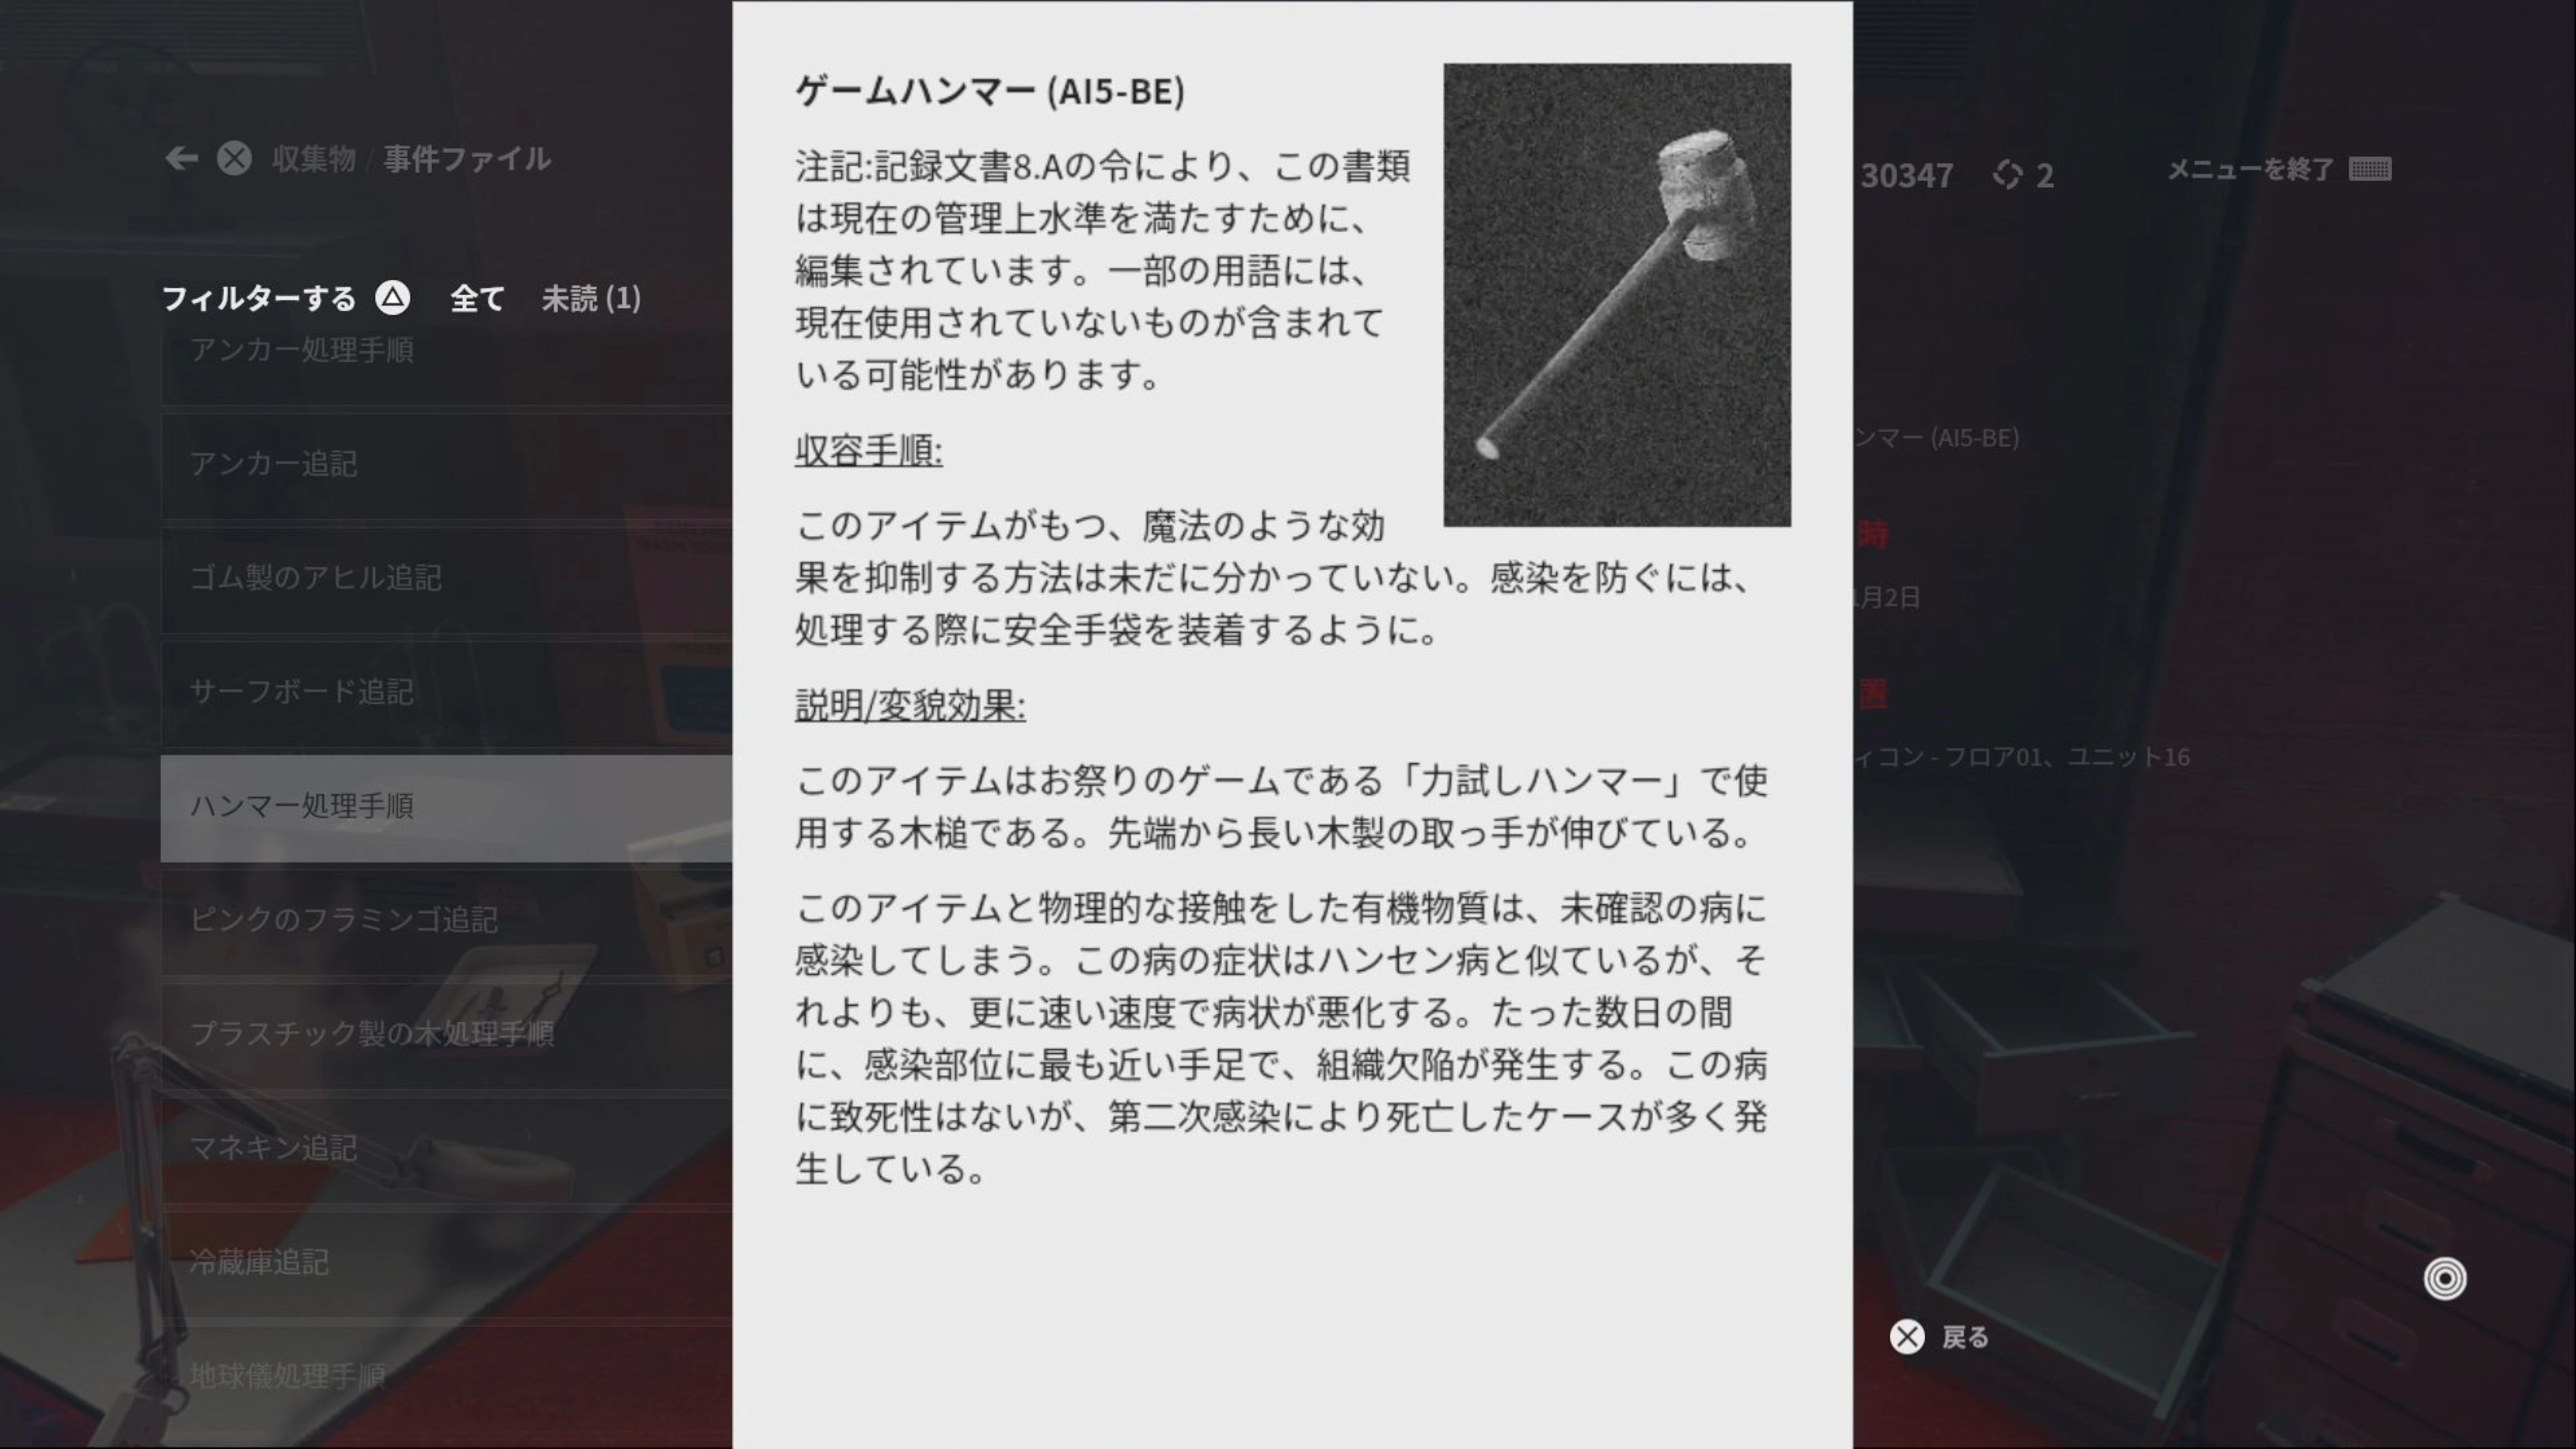 収集物 / 事件ファイル
30347
2
メニューを終了
フィルターする 全て 未読 (1)
アンカー処理手順
アンカー追記
ゴム製のアヒル追記
サーフボード追記
ハンマー処理手順
ピンクのフラミンゴ追記
プラスチック製の木処理手順
マネキン追記
冷蔵庫追記
地球儀処理手順
ゲームハンマー (AI5-BE)
注記:記録文書8.Aの令により、この書類
は現在の管理上水準を満たすために、
編集されています。一部の用語には、
現在使用されていないものが含まれて
いる可能性があります。
収容手順:
このアイテムがもつ、魔法のような効
果を抑制する方法は未だに分かっていない。感染を防ぐには、
処理する際に安全手袋を装着するように。
説明/変貌効果:
このアイテムはお祭りのゲームである「力試しハンマー」で使
用する木槌である。先端から長い木製の取っ手が伸びている。
このアイテムと物理的な接触をした有機物質は、未確認の病に
感染してしまう。この病の症状はハンセン病と似ているが、そ
れよりも、更に速い速度で病状が悪化する。たった数日の間
に、感染部位に最も近い手足で、組織欠陥が発生する。この病
に致死性はないが、第二次感染により死亡したケースが多く発
生している。
ンマー (AI5-BE)
時
月2日
置
ィコン - フロア01、ユニット16
戻る